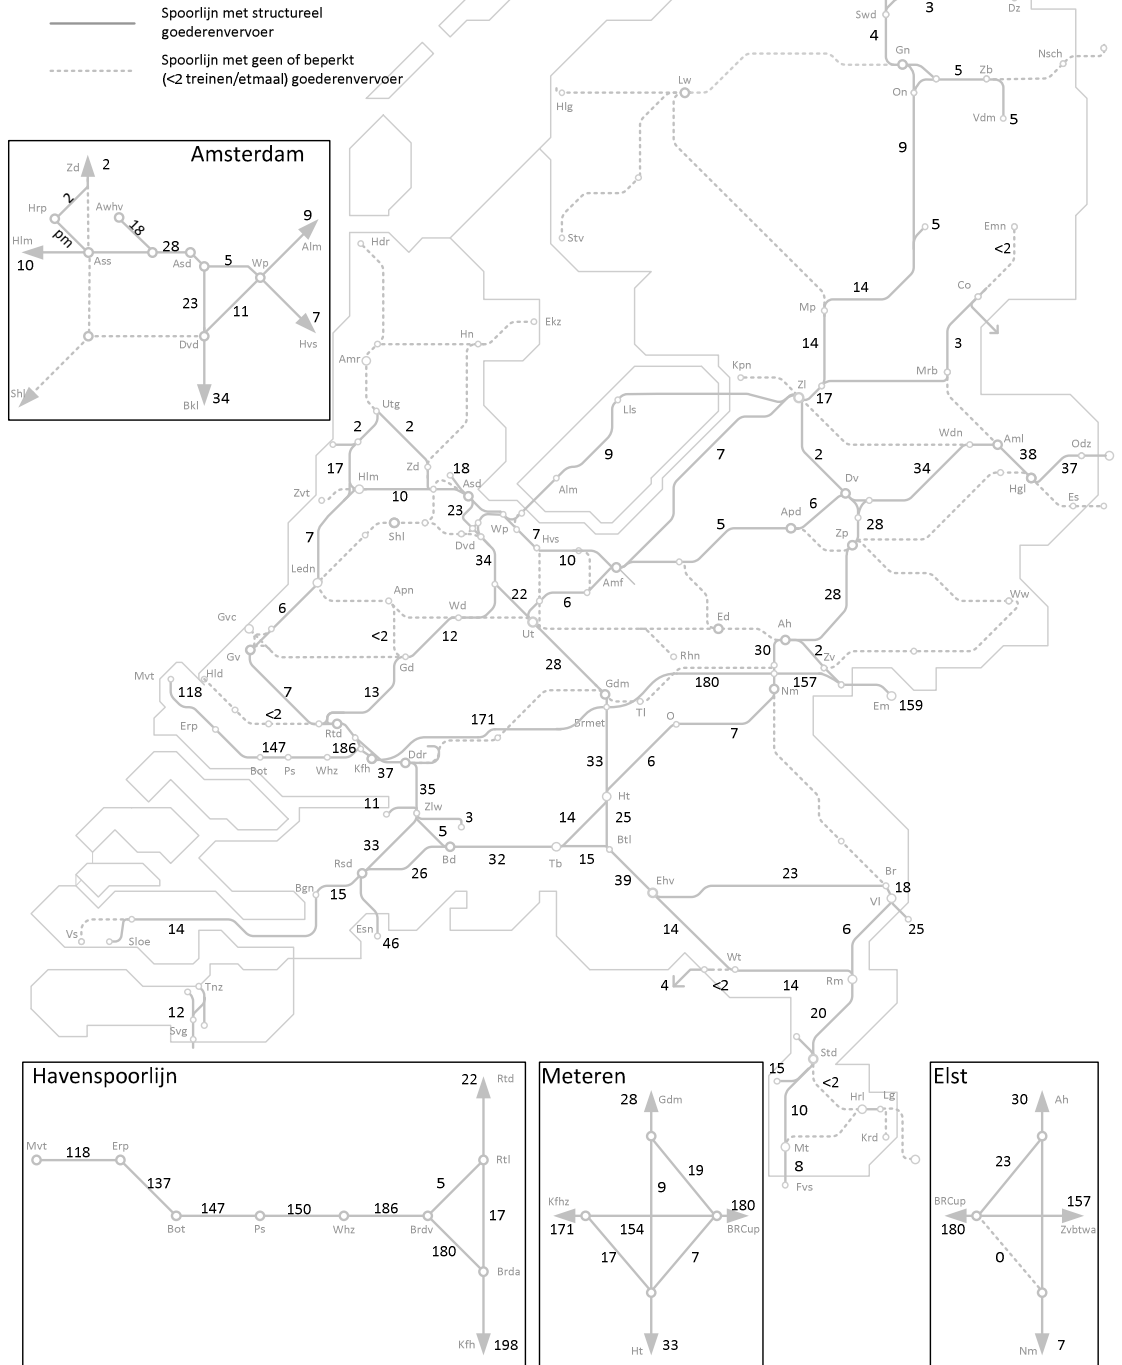 Spoorlijn met structureel
goederenvervoer
Spoorlijn met geen of beperkt
(<2 treinen/etmaal) goederenvervoer
Swd
3
Dz
4
Gn
Nsch
5
Zb
Lw
On
Hlg
Vdm
5
9
5
Emn
<2
Stv
Co
14
Mp
3
14
Mrb
Kpn
Zl
17
Amsterdam
Zd
2
2
Hrp
Awhv
18
pm
28
9
Alm
Hlm
10
Ass
Asd
5
Wp
23
11
7
Hvs
Dvd
Shl
Bkl
34
Hdr
Ekz
Hn
Amr
Utg
2
2
Lls
7
2
Wdn
Aml
38
Odz
37
17
Hlm
Zd
18
9
34
Hgl
Zvt
10
Asd
Alm
Dv
6
Es
23
Wp
7
Apd
28
7
Shl
Dvd
Hvs
5
Zp
34
10
Ledn
Amf
Apn
22
6
28
Ww
6
Wd
Gvc
<2
12
Ut
Ed
Ah
Gv
Gd
28
Rhn
30
2
Zv
Mvt
118
Hld
7
13
Gdm
180
157
Nm
Em
159
Erp
<2
171
Tl
Rtd
Brmet
O
7
147
186
Ddr
33
6
Bot
Ps
Whz
Kfh
37
35
11
Zlw
3
Ht
14
25
33
5
Btl
Rsd
26
Bd
32
Tb
15
39
Ehv
23
Br
18
Bgn
15
Vl
14
Vs
Sloe
Esn
46
14
6
25
Wt
4
<2
14
Rm
Tnz
12
20
Svg
Std
15
<2
10
Hrl
Lg
Krd
Mt
8
Fvs
Havenspoorlijn
22
Rtd
Mvt
118
Erp
137
147
150
186
5
Rtl
17
Bot
Ps
Whz
Brdv
180
Brda
Kfh
198
Meteren
28
Gdm
19
9
Kfhz
171
154
180
BRCup
17
7
Ht
33
Elst
30
Ah
23
BRCup
180
157
Zvbtwa
0
Nm
7